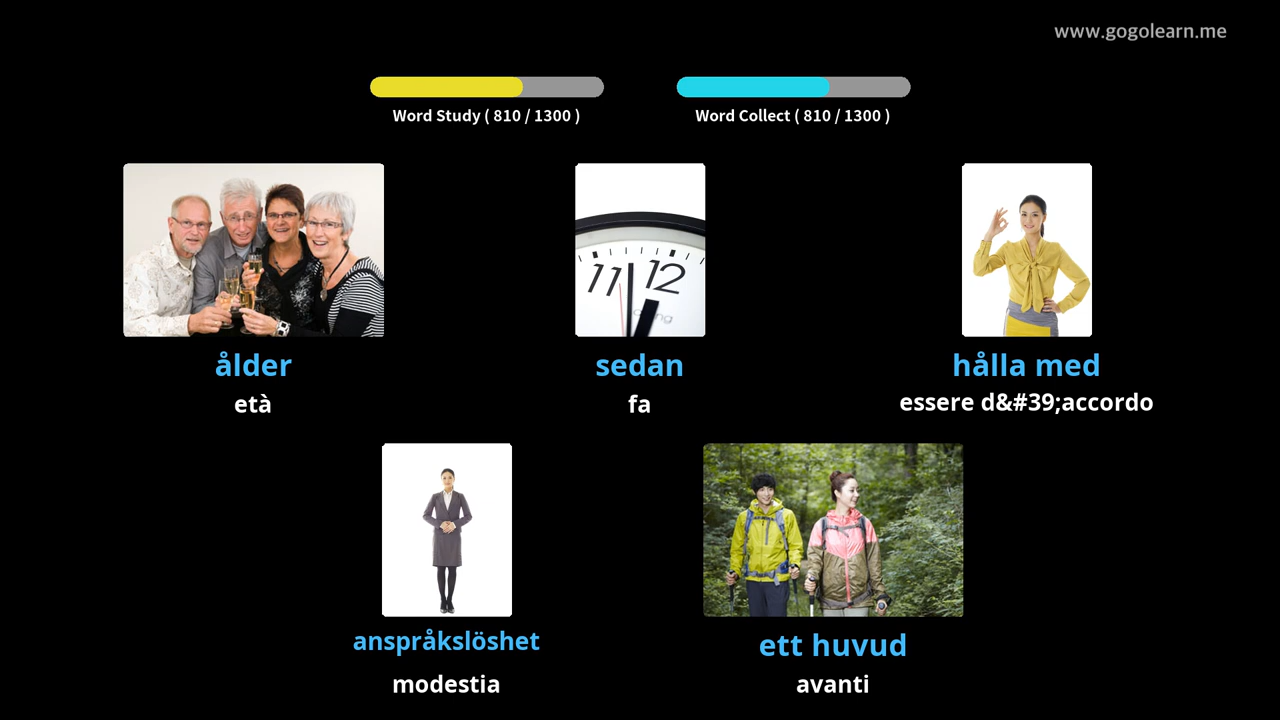 www.gogolearn.me
Word Study ( 810 / 1300 )
Word Collect ( 810 / 1300 )
11 12
ålder
età
sedan
fa
hålla med
essere d&#39;accordo
anspråkslöshet
modestia
ett huvud
avanti